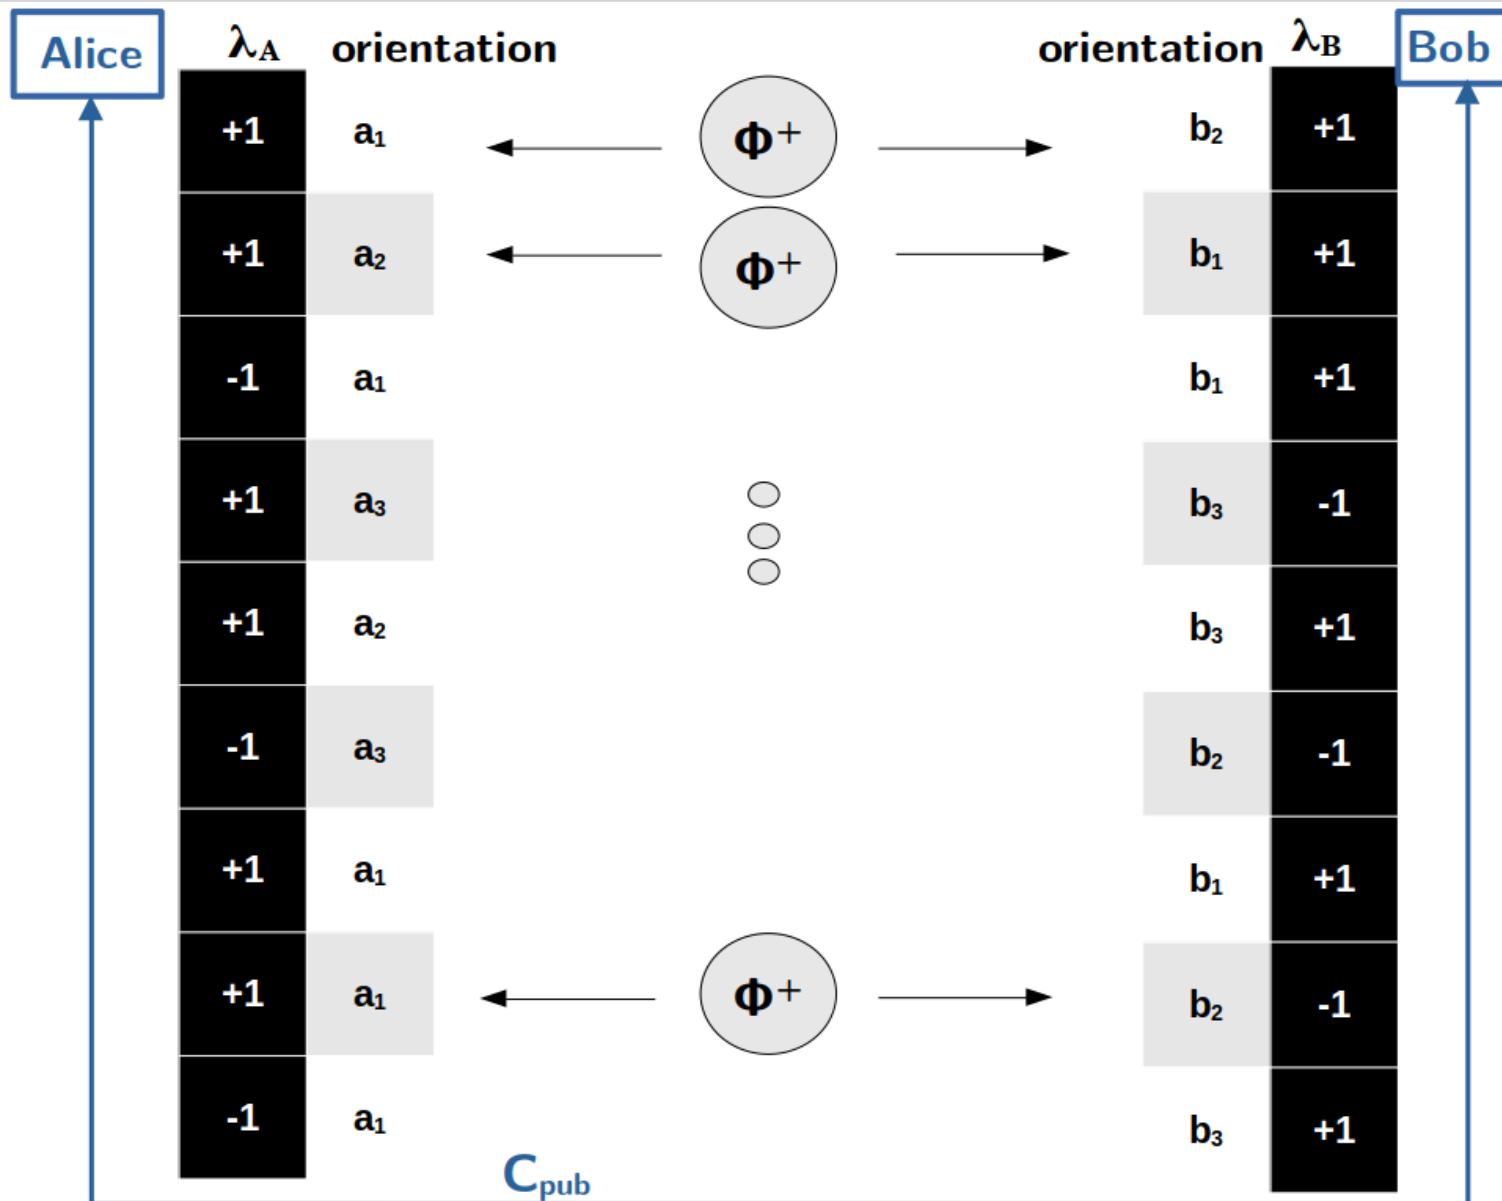 Alice λA orientation orientation λB Bob
+1 a1 Φ+ b2 +1
+1 a2 Φ+ b1 +1
-1 a1 b1 +1
+1 a3 b3 -1
+1 a2 b3 +1
-1 a3 b2 -1
+1 a1 b1 +1
+1 a1 Φ+ b2 -1
-1 a1 b3 +1
Cpub